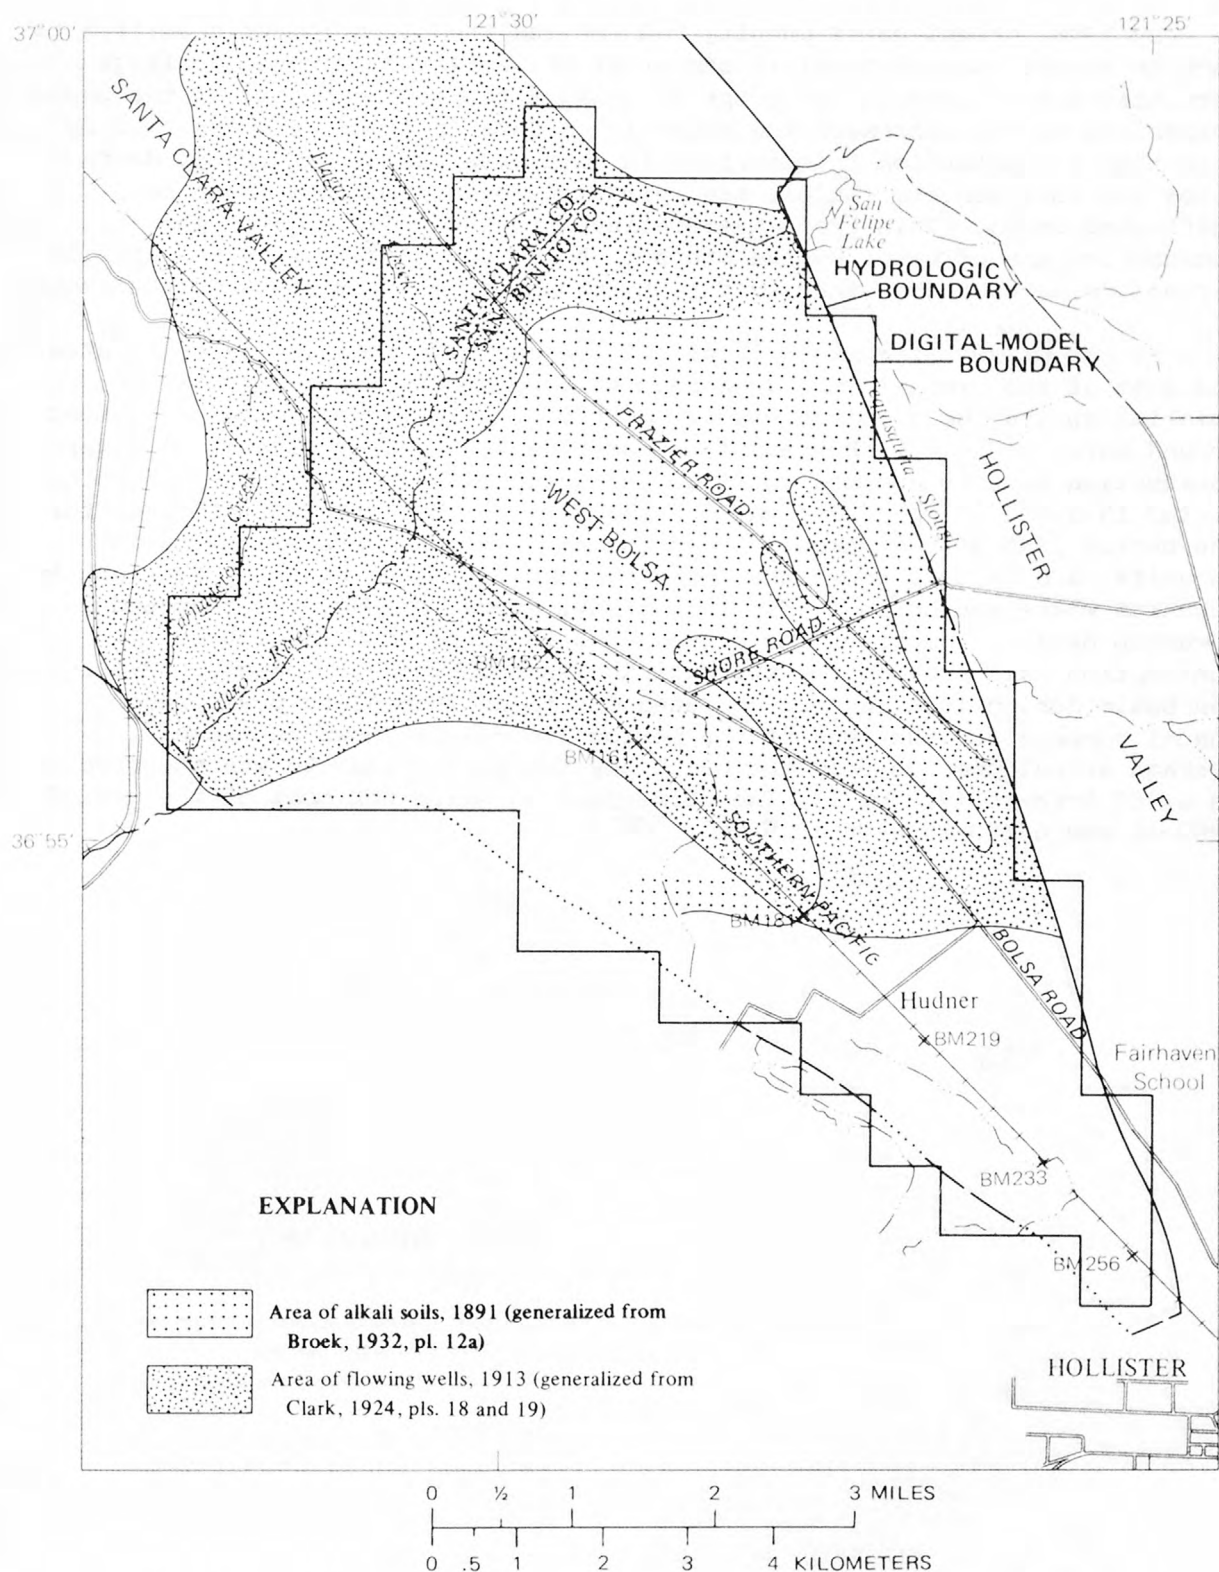 121°30'
121°25'
37°00'
SANTA CLARA VALLEY
SANTA CLARA CO
SAN BENITO CO
San
Felipe
Lake
HYDROLOGIC
BOUNDARY
DIGITAL-MODEL
BOUNDARY
Tequisquita Slough
FRAZIER ROAD
HOLLISTER VALLEY
WEST BOLSA
Creek
SHORE ROAD
Pajaro River
BM161
36°55'
SOUTHERN PACIFIC
BM181
BOLSA ROAD
Hudner
BM219
Fairhaven
School
BM233
BM256
HOLLISTER
EXPLANATION
Area of alkali soils, 1891 (generalized from
Broek, 1932, pl. 12a)
Area of flowing wells, 1913 (generalized from
Clark, 1924, pls. 18 and 19)
0 ½ 1 2 3 MILES
0 .5 1 2 3 4 KILOMETERS